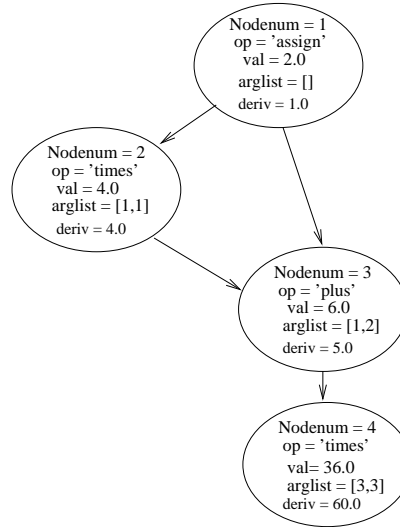 Nodenum = 1
op = 'assign'
val = 2.0
arglist = []
deriv = 1.0
Nodenum = 2
op = 'times'
val = 4.0
arglist = [1,1]
deriv = 4.0
Nodenum = 3
op = 'plus'
val = 6.0
arglist = [1,2]
deriv = 5.0
Nodenum = 4
op = 'times'
val= 36.0
arglist = [3,3]
deriv = 60.0